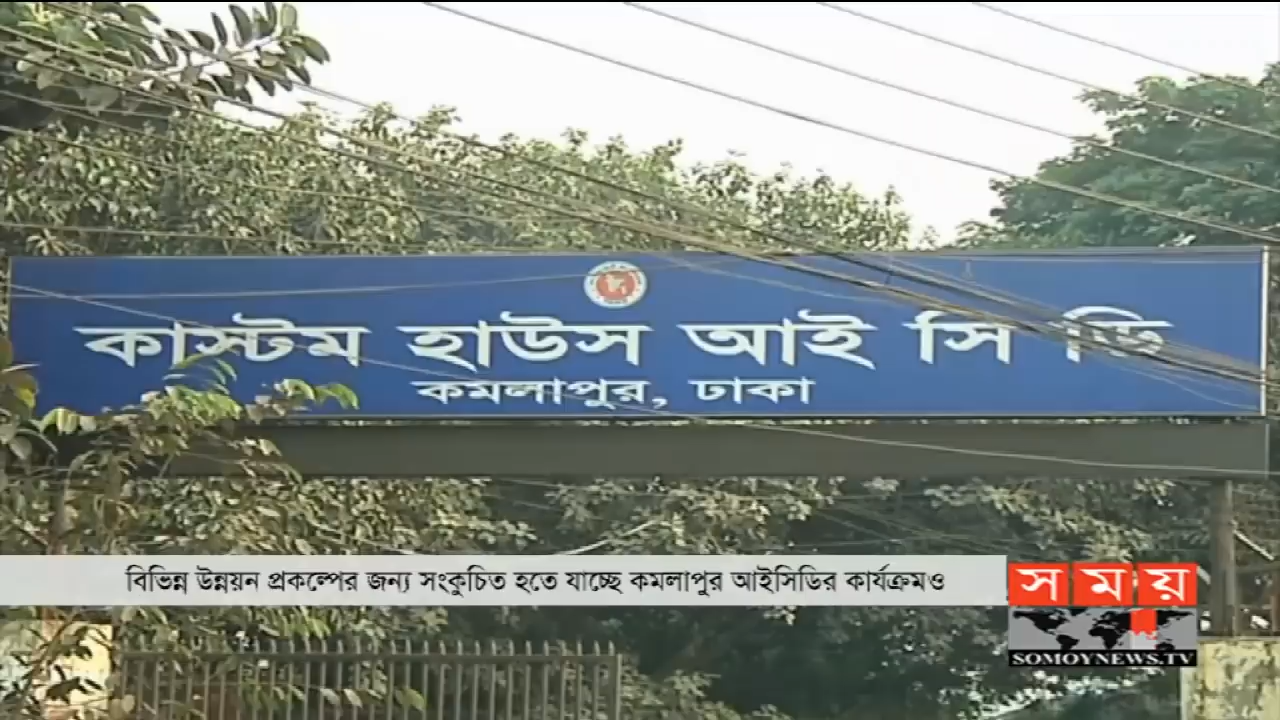 কাস্টম হাউস আই সি ডি
কমলাপুর, ঢাকা
বিভিন্ন উন্নয়ন প্রকল্পের জন্য সংকুচিত হতে যাচ্ছে কমলাপুর আইসিডির কার্যক্রমও
সময়
SOMOYNEWS.TV